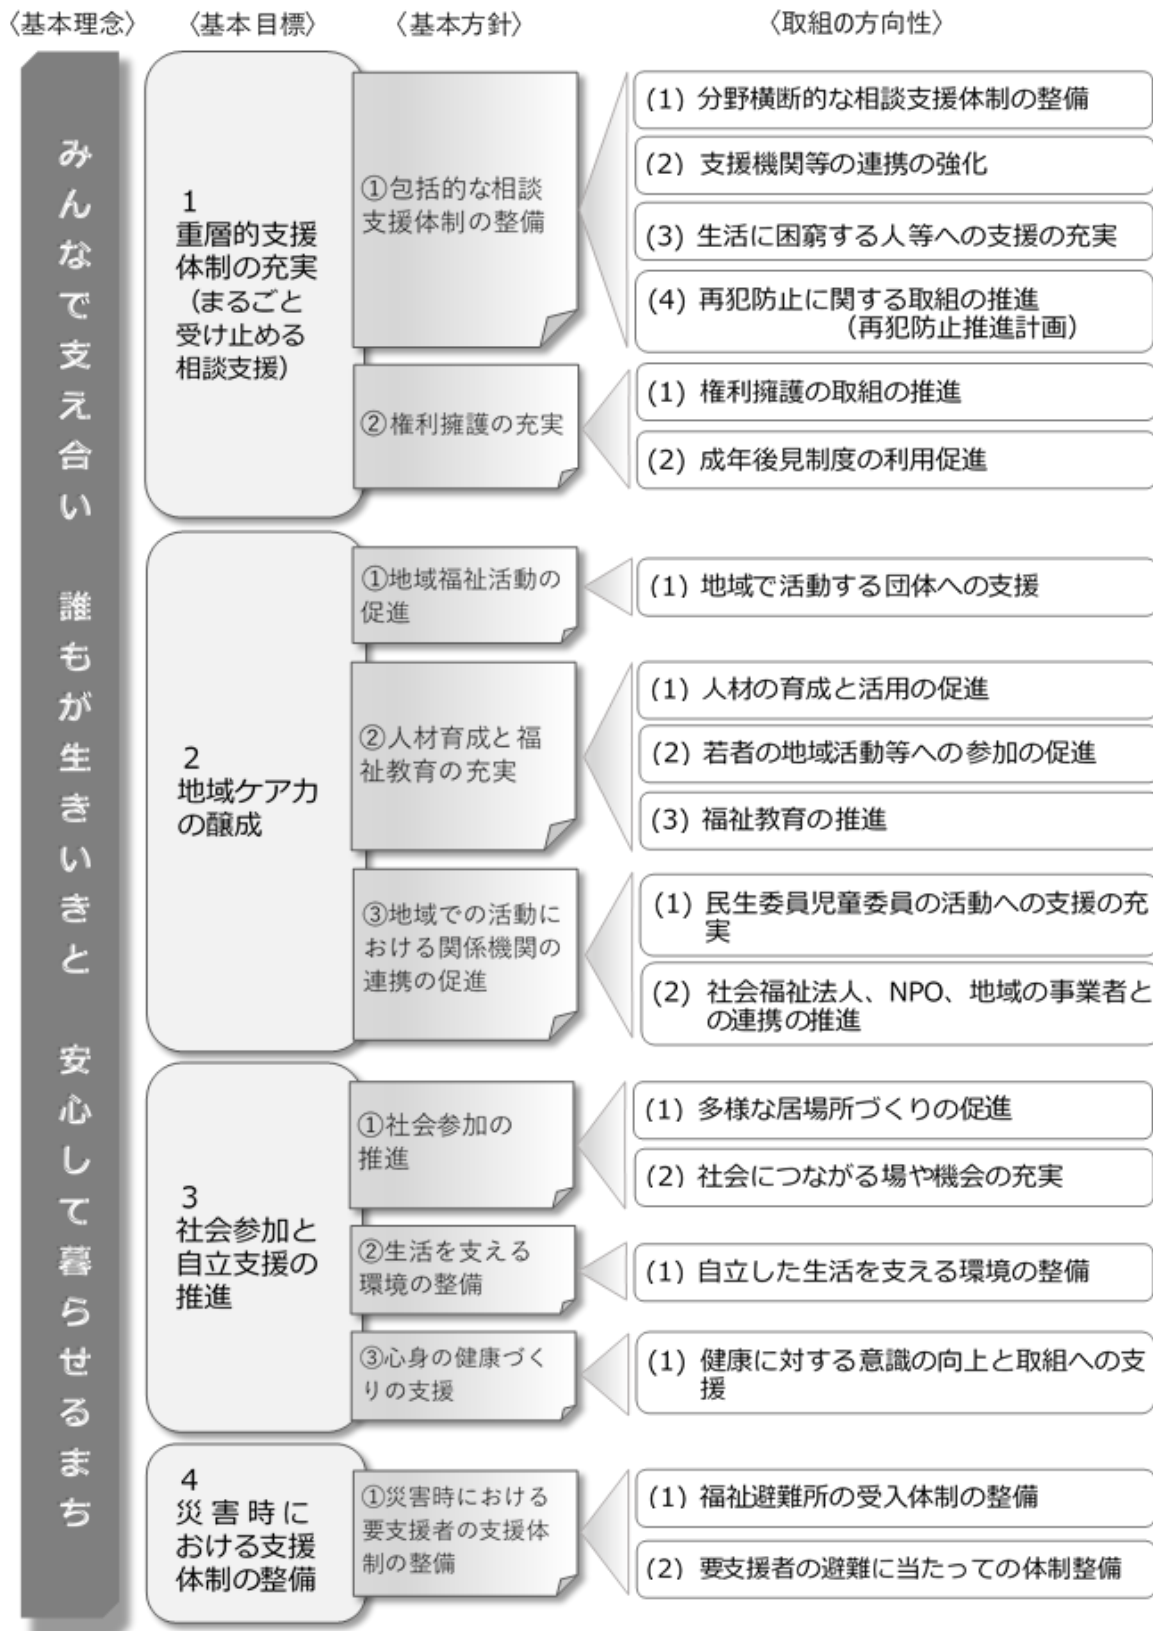 〈基本理念〉 〈基本目標〉 〈基本方針〉 〈取組の方向性〉
みんなで支え合い 誰もが生きいきと 安心して暮らせるまち
1
重層的支援
体制の充実
（まるごと
受け止める
相談支援）
①包括的な相談
支援体制の整備
(1) 分野横断的な相談支援体制の整備
(2) 支援機関等の連携の強化
(3) 生活に困窮する人等への支援の充実
(4) 再犯防止に関する取組の推進
（再犯防止推進計画）
②権利擁護の充実
(1) 権利擁護の取組の推進
(2) 成年後見制度の利用促進
2
地域ケア力
の醸成
①地域福祉活動の
促進
(1) 地域で活動する団体への支援
②人材育成と福
祉教育の充実
(1) 人材の育成と活用の促進
(2) 若者の地域活動等への参加の促進
(3) 福祉教育の推進
③地域での活動に
おける関係機関の
連携の促進
(1) 民生委員児童委員の活動への支援の充
実
(2) 社会福祉法人、NPO、地域の事業者と
の連携の推進
3
社会参加と
自立支援の
推進
①社会参加の
推進
(1) 多様な居場所づくりの促進
(2) 社会につながる場や機会の充実
②生活を支える
環境の整備
(1) 自立した生活を支える環境の整備
③心身の健康づく
りの支援
(1) 健康に対する意識の向上と取組への支
援
4
災害時に
おける支援
体制の整備
①災害時における
要支援者の支援体
制の整備
(1) 福祉避難所の受入体制の整備
(2) 要支援者の避難に当たっての体制整備